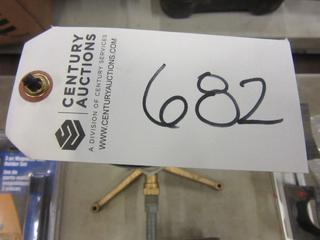 CENTURY
AUCTIONS
A DIVISION OF CENTURY SERVICES
WWW.CENTURYAUCTIONS.COM
682